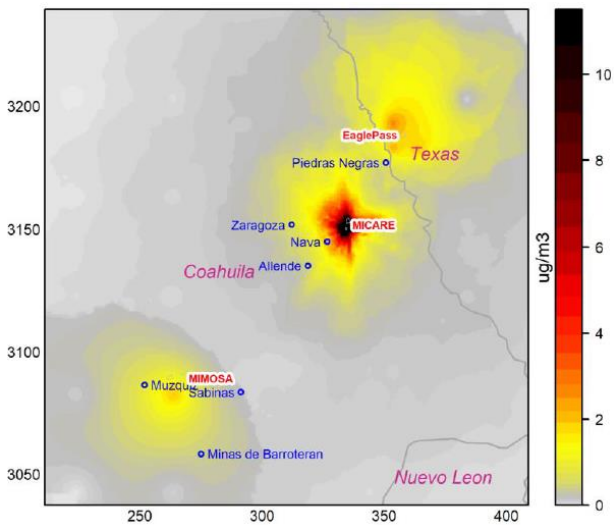 3200
3150
3100
3050
250
300
350
400
EaglePass
Texas
Piedras Negras
Zaragoza
MICARE
Nava
Allende
Coahuila
MIMOSA
Sabinas
Minas de Barroteran
Nuevo Leon
10
8
6
4
2
0
ug/m3